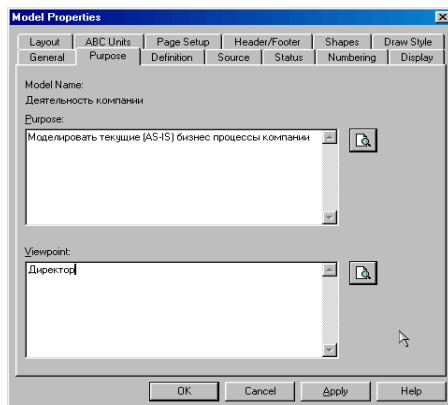 Model Properties
Layout ABC Units Page Setup Header/Footer Shapes Draw Style
General Purpose Definition Source Status Numbering Display
Model Name:
Деятельность компании
Purpose:
Моделировать текущие (AS-IS) бизнес процессы компании
Viewpoint:
Директор
OK Cancel Apply Help